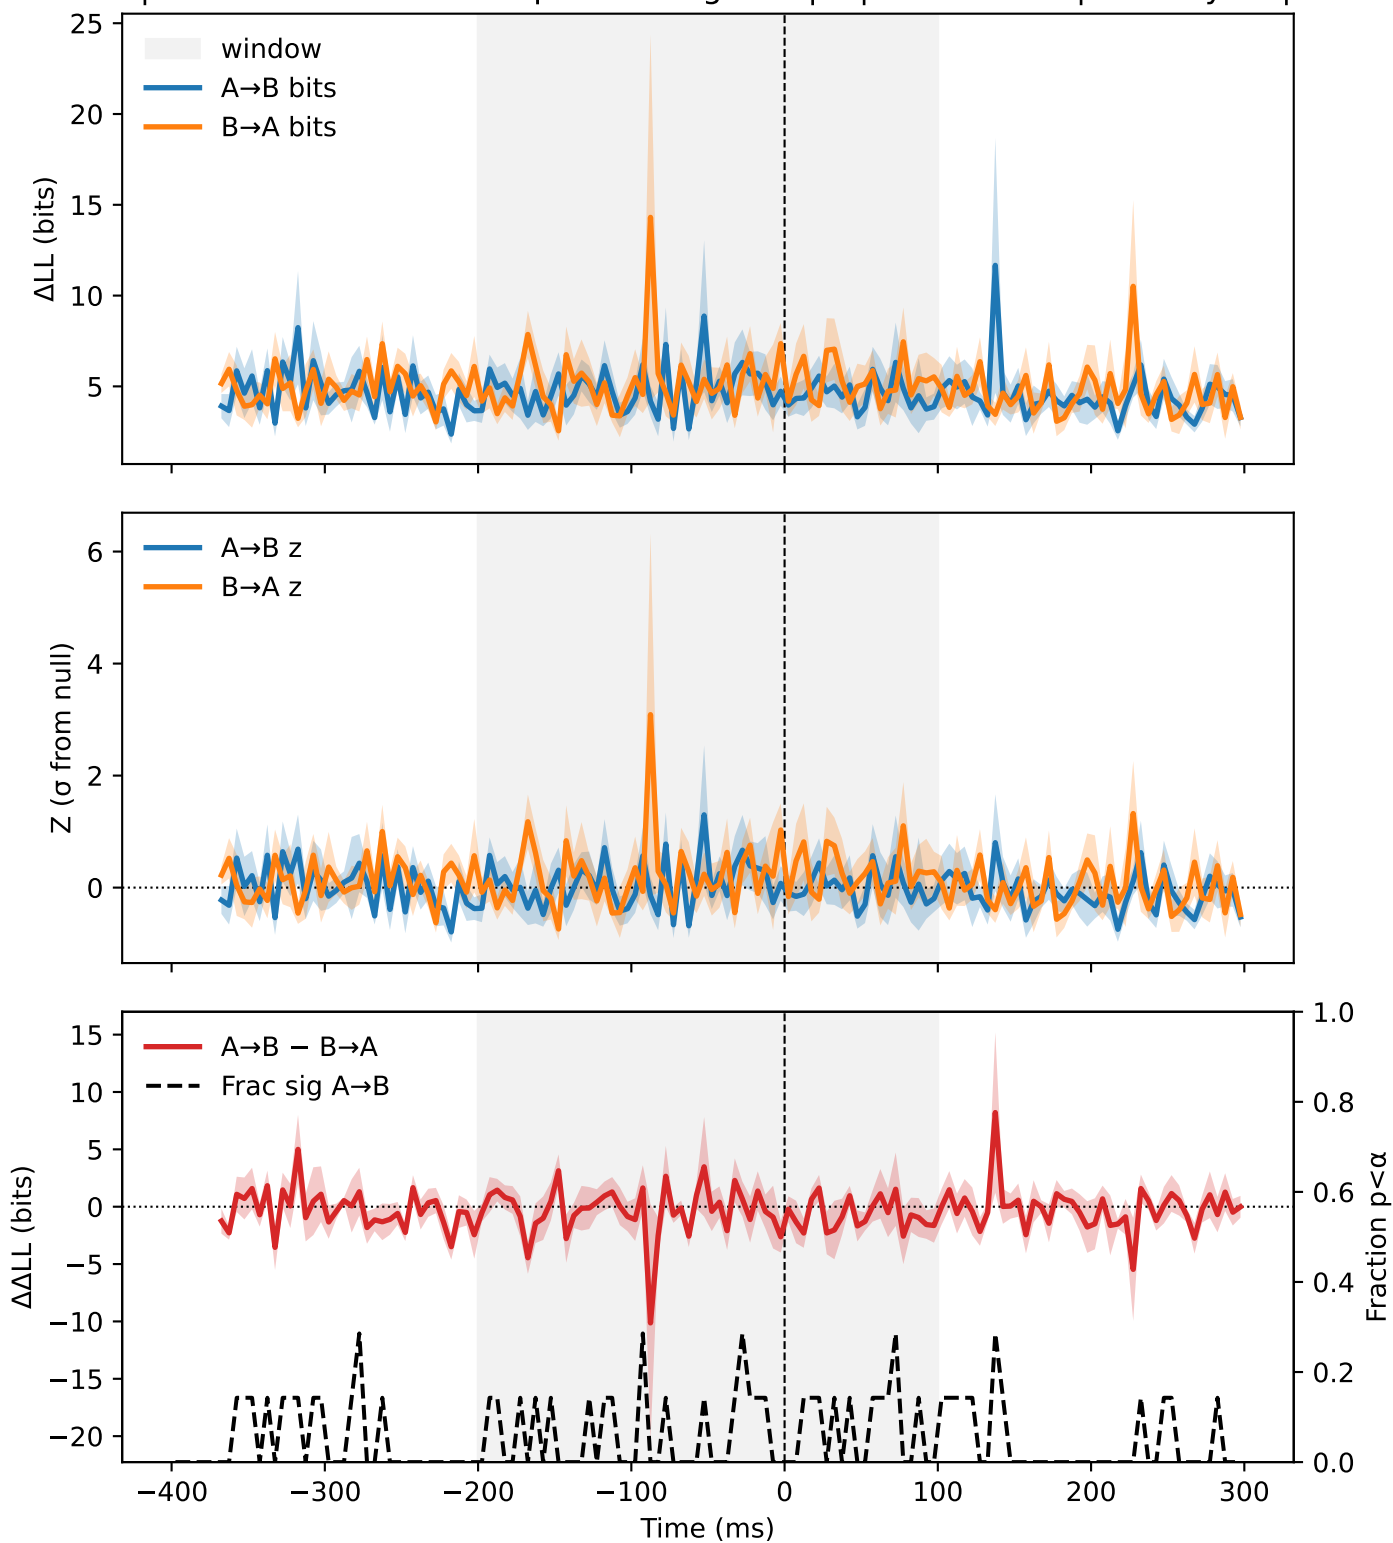 25
20
15
10
5
ΔLL (bits)
window
A→B bits
B→A bits
6
4
2
0
Z (σ from null)
A→B z
B→A z
15
10
5
0
−5
−10
−15
−20
ΔΔLL (bits)
A→B − B→A
Frac sig A→B
1.0
0.8
0.6
0.4
0.2
0.0
Fraction p<α
−400 −300 −200 −100 0 100 200 300
Time (ms)